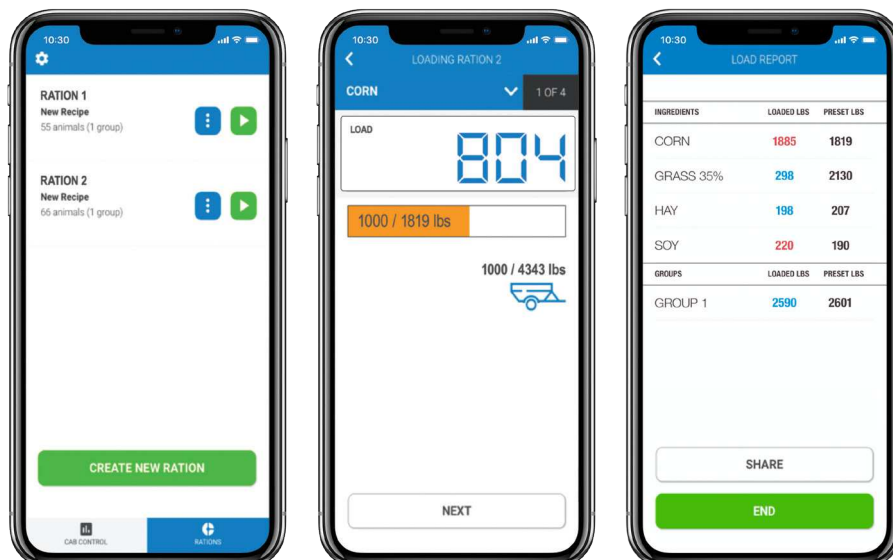 10:30
RATION 1
New Recipe
55 animals (1 group)
RATION 2
New Recipe
66 animals (1 group)
CREATE NEW RATION
CAB CONTROL
RATIONS
10:30
LOADING RATION 2
CORN 1 OF 4
LOAD
804
1000 / 1819 lbs
1000 / 4343 lbs
NEXT
10:30
LOAD REPORT
INGREDIENTS LOADED LBS PRESET LBS
CORN 1885 1819
GRASS 35% 298 2130
HAY 198 207
SOY 220 190
GROUPS LOADED LBS PRESET LBS
GROUP 1 2590 2601
SHARE
END